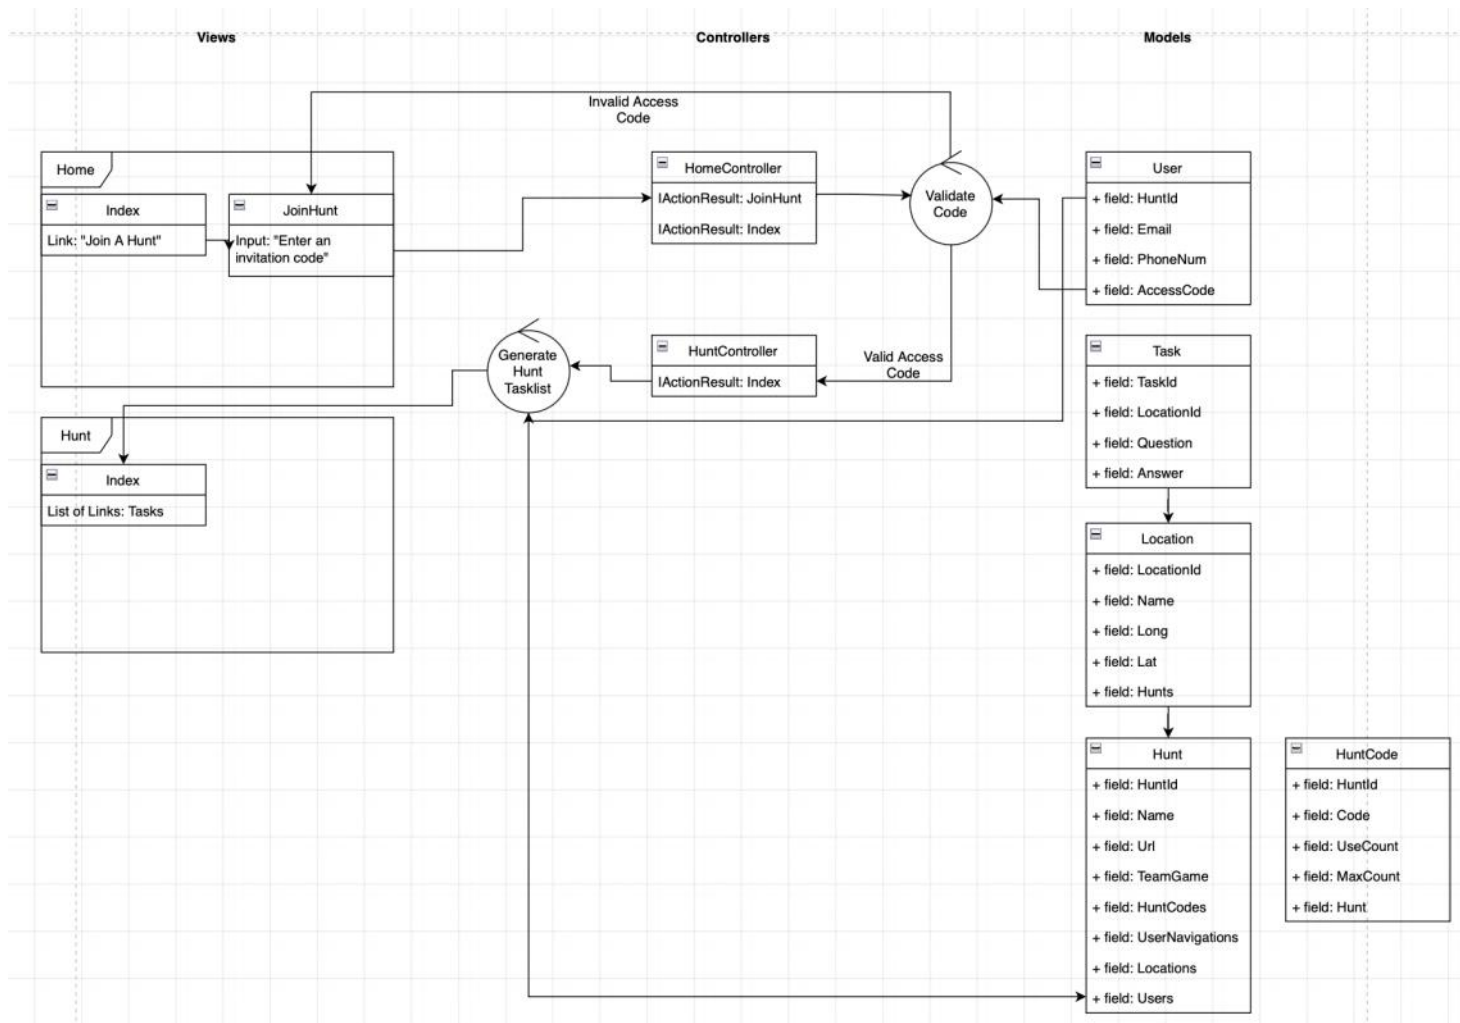 Views
Controllers
Models
Invalid Access
Code
Home
Index
Link: "Join A Hunt"
JoinHunt
Input: "Enter an
invitation code"
HomeController
IActionResult: JoinHunt
IActionResult: Index
Validate
Code
User
+ field: HuntId
+ field: Email
+ field: PhoneNum
+ field: AccessCode
Generate
Hunt
Tasklist
HuntController
IActionResult: Index
Valid Access
Code
Task
+ field: TaskId
+ field: LocationId
+ field: Question
+ field: Answer
Hunt
Index
List of Links: Tasks
Location
+ field: LocationId
+ field: Name
+ field: Long
+ field: Lat
+ field: Hunts
Hunt
+ field: HuntId
+ field: Name
+ field: Url
+ field: TeamGame
+ field: HuntCodes
+ field: UserNavigations
+ field: Locations
+ field: Users
HuntCode
+ field: HuntId
+ field: Code
+ field: UseCount
+ field: MaxCount
+ field: Hunt